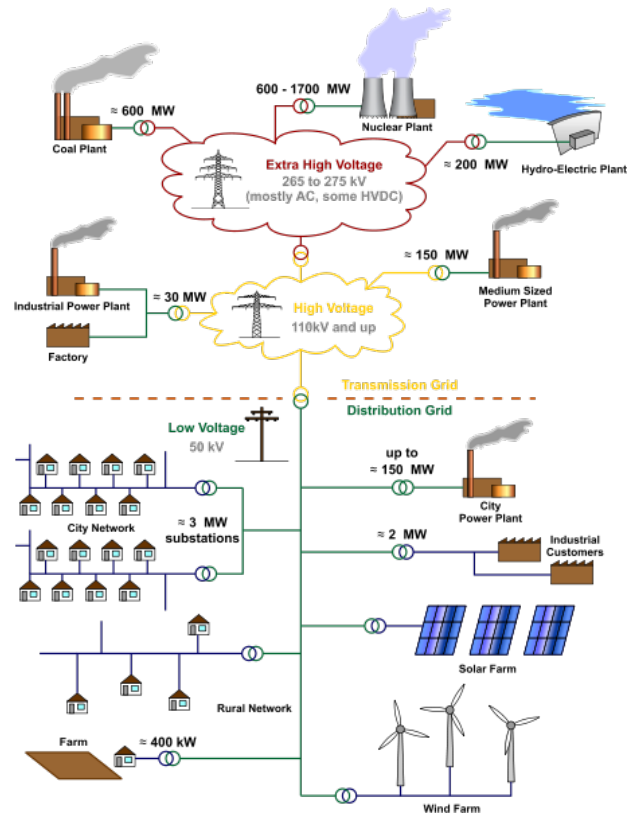 ≈ 600 MW
Coal Plant
600 - 1700 MW
Nuclear Plant
≈ 200 MW
Hydro-Electric Plant
Extra High Voltage
265 to 275 kV
(mostly AC, some HVDC)
≈ 150 MW
Medium Sized
Power Plant
Industrial Power Plant
≈ 30 MW
Factory
High Voltage
110kV and up
Transmission Grid
Distribution Grid
Low Voltage
50 kV
up to
≈ 150 MW
City
Power Plant
City Network
≈ 3 MW
substations
≈ 2 MW
Industrial
Customers
Solar Farm
Rural Network
Farm
≈ 400 kW
Wind Farm